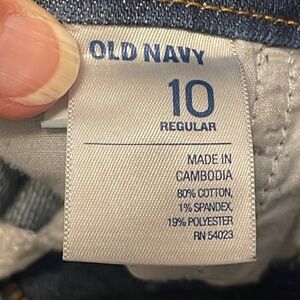 OLD NAVY
10
REGULAR
MADE IN
CAMBODIA
80% COTTON,
1% SPANDEX,
19% POLYESTER
RN 54023